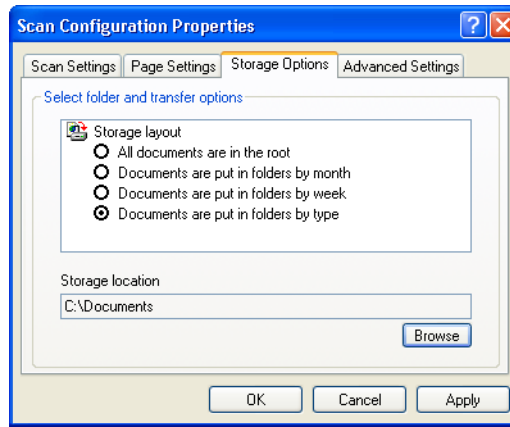 Scan Configuration Properties
Scan Settings Page Settings Storage Options Advanced Settings
Select folder and transfer options
Storage layout
All documents are in the root
Documents are put in folders by month
Documents are put in folders by week
Documents are put in folders by type
Storage location
C:\Documents
Browse
OK Cancel Apply